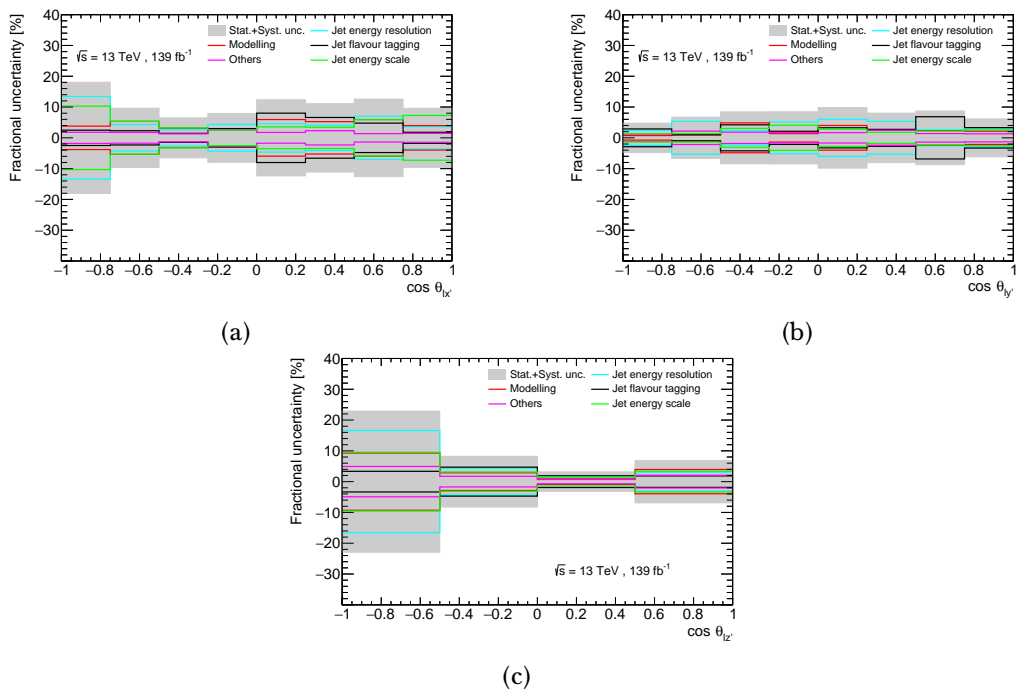 Fractional uncertainty [%]
40
30
20
10
0
−10
−20
−30
Stat.+Syst. unc.
Modelling
Others
Jet energy resolution
Jet flavour tagging
Jet energy scale
√s = 13 TeV , 139 fb-1
−1 −0.8 −0.6 −0.4 −0.2 0 0.2 0.4 0.6 0.8 1
cos θlx'
(a)
Fractional uncertainty [%]
40
30
20
10
0
−10
−20
−30
Stat.+Syst. unc.
Modelling
Others
Jet energy resolution
Jet flavour tagging
Jet energy scale
√s = 13 TeV , 139 fb-1
−1 −0.8 −0.6 −0.4 −0.2 0 0.2 0.4 0.6 0.8 1
cos θly'
(b)
Fractional uncertainty [%]
40
30
20
10
0
−10
−20
−30
Stat.+Syst. unc.
Modelling
Others
Jet energy resolution
Jet flavour tagging
Jet energy scale
√s = 13 TeV , 139 fb-1
−1 −0.8 −0.6 −0.4 −0.2 0 0.2 0.4 0.6 0.8 1
cos θlz'
(c)